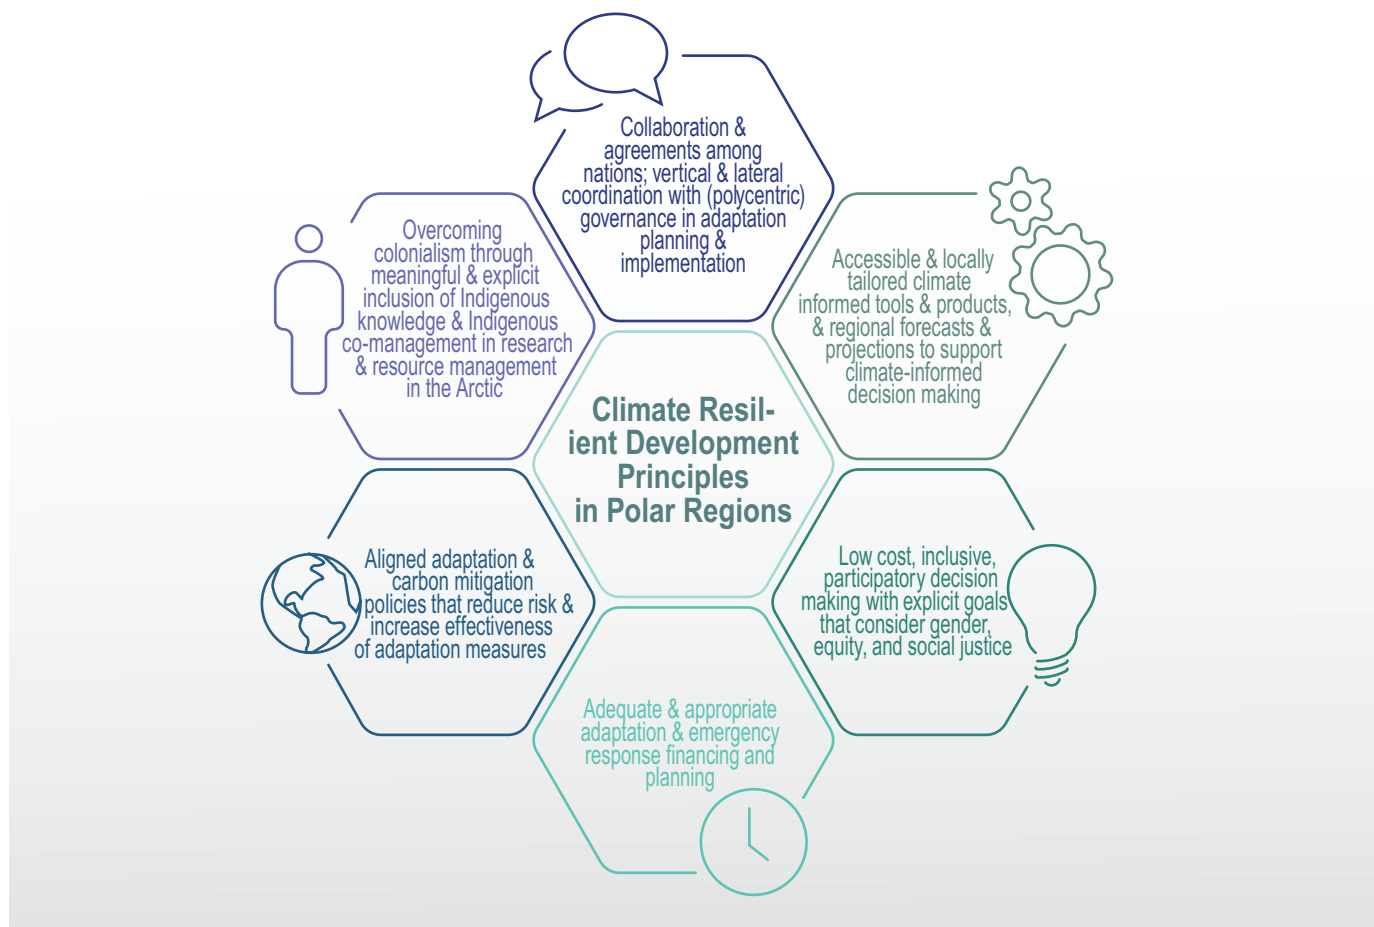 Collaboration &
agreements among
nations; vertical & lateral
coordination with (polycentric)
governance in adaptation
planning &
implementation
Overcoming
colonialism through
meaningful & explicit
inclusion of Indigenous
knowledge & Indigenous
co-management in research
& resource management
in the Arctic
Accessible & locally
tailored climate
informed tools & products,
& regional forecasts &
projections to support
climate-informed
decision making
Climate Resil-
ient Development
Principles
in Polar Regions
Aligned adaptation &
carbon mitigation
policies that reduce risk &
increase effectiveness
of adaptation measures
Low cost, inclusive,
participatory decision
making with explicit goals
that consider gender,
equity, and social justice
Adequate & appropriate
adaptation & emergency
response financing and
planning